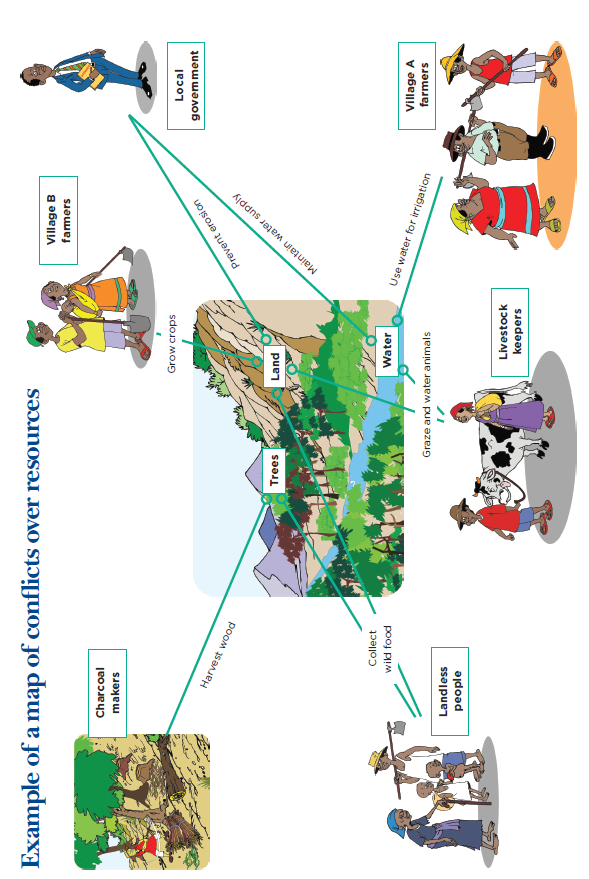 Example of a map of conflicts over resources
Charcoal
makers
Village B
farmers
Local
government
Harvest wood
Grow crops
Prevent erosion
Maintain water supply
Trees
Land
Water
Collect
wild food
Graze and water animals
Use water for irrigation
Landless
people
Livestock
keepers
Village A
farmers